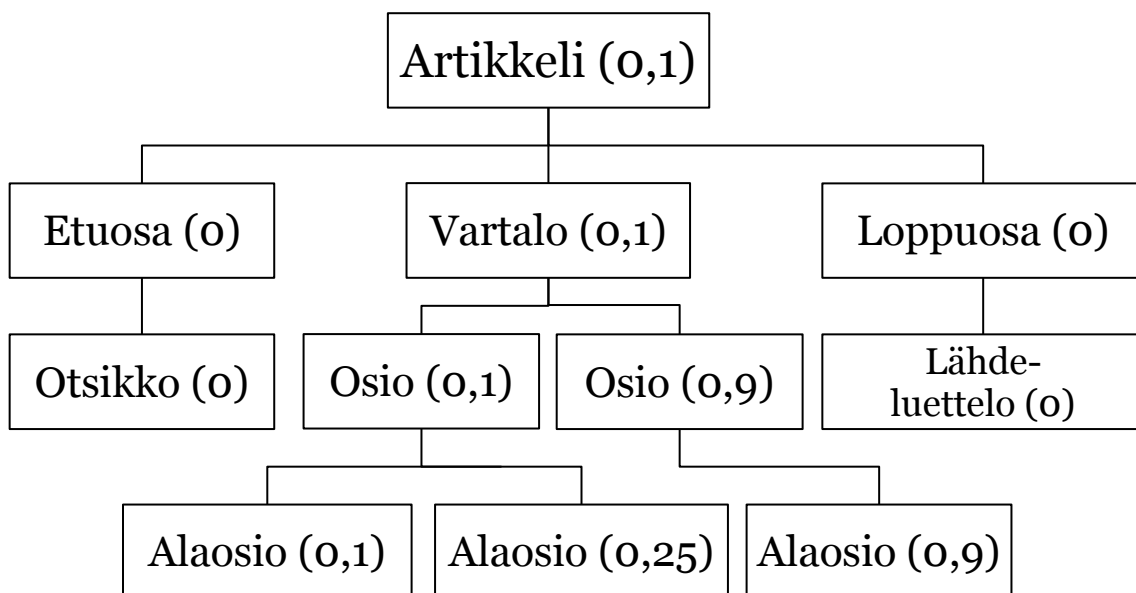 Artikkeli (0,1)
Etuosa (0)
Vartalo (0,1)
Loppuosa (0)
Otsikko (0)
Osio (0,1)
Osio (0,9)
Lähde-
luettelo (0)
Alaosio (0,1)
Alaosio (0,25)
Alaosio (0,9)